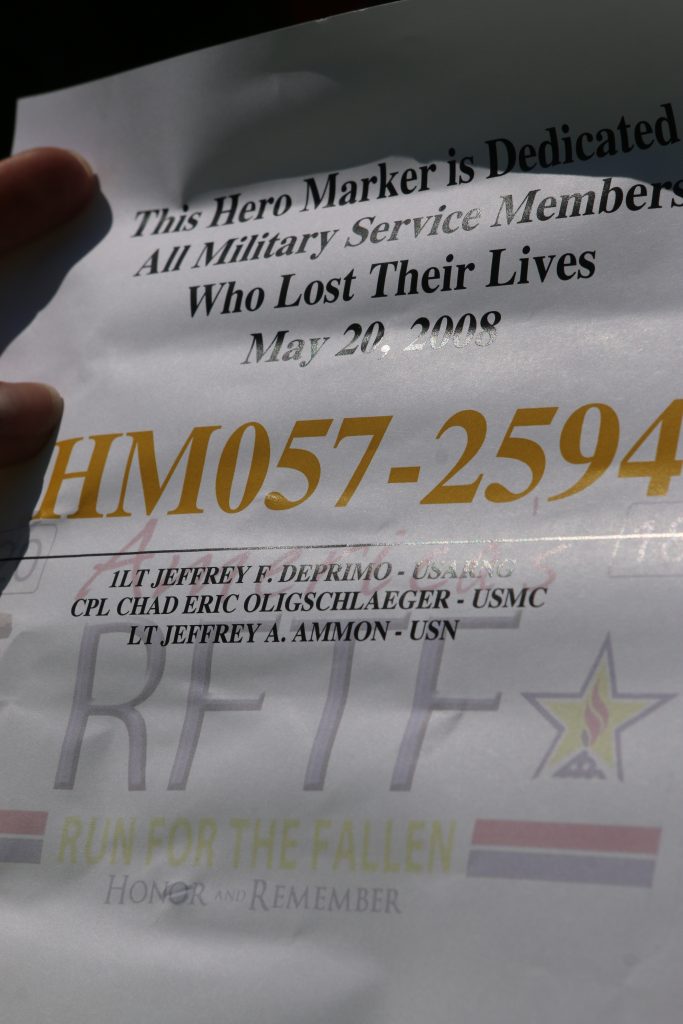 This Hero Marker is Dedicated
All Military Service Members
Who Lost Their Lives
May 20, 2008
HM057-2594
America's
1LT JEFFREY F. DEPRIMO - USARNG
CPL CHAD ERIC OLIGSCHLAEGER - USMC
LT JEFFREY A. AMMON - USN
RFTF
RUN FOR THE FALLEN
HONOR AND REMEMBER